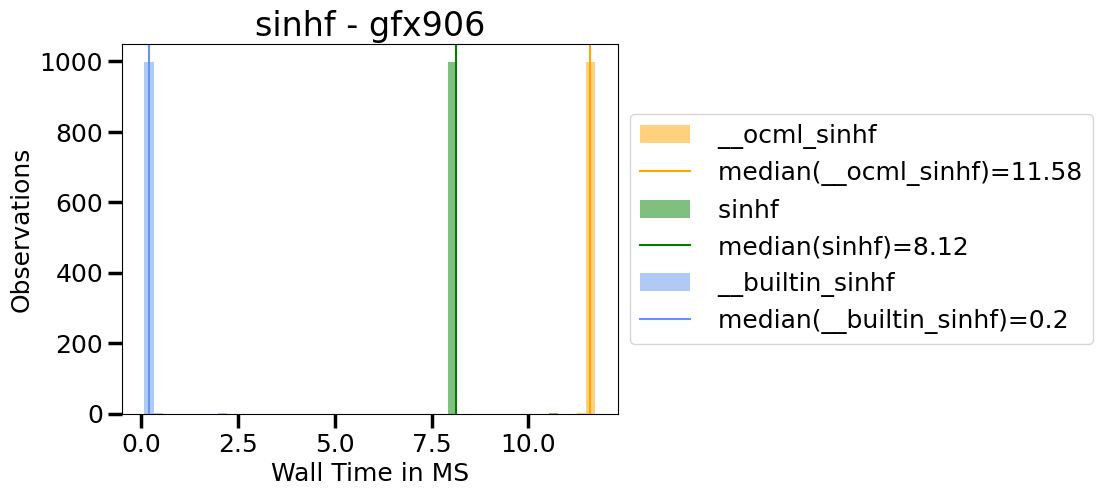 sinhf - gfx906
Observations
1000
800
600
400
200
0
0.0 2.5 5.0 7.5 10.0
Wall Time in MS
__ocml_sinhf
median(__ocml_sinhf)=11.58
sinhf
median(sinhf)=8.12
__builtin_sinhf
median(__builtin_sinhf)=0.2